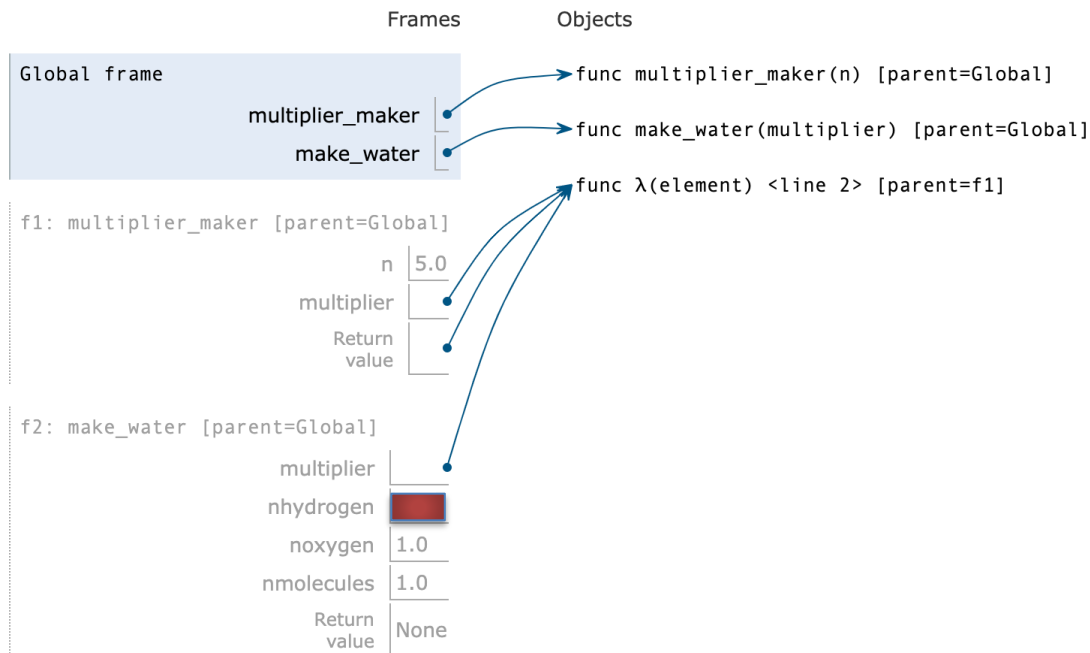 Frames Objects
Global frame
func multiplier_maker(n) [parent=Global]
multiplier_maker
func make_water(multiplier) [parent=Global]
make_water
func λ(element) <line 2> [parent=f1]
f1: multiplier_maker [parent=Global]
n 5.0
multiplier
Return
value
f2: make_water [parent=Global]
multiplier
nhydrogen
noxygen 1.0
nmolecules 1.0
Return
value None